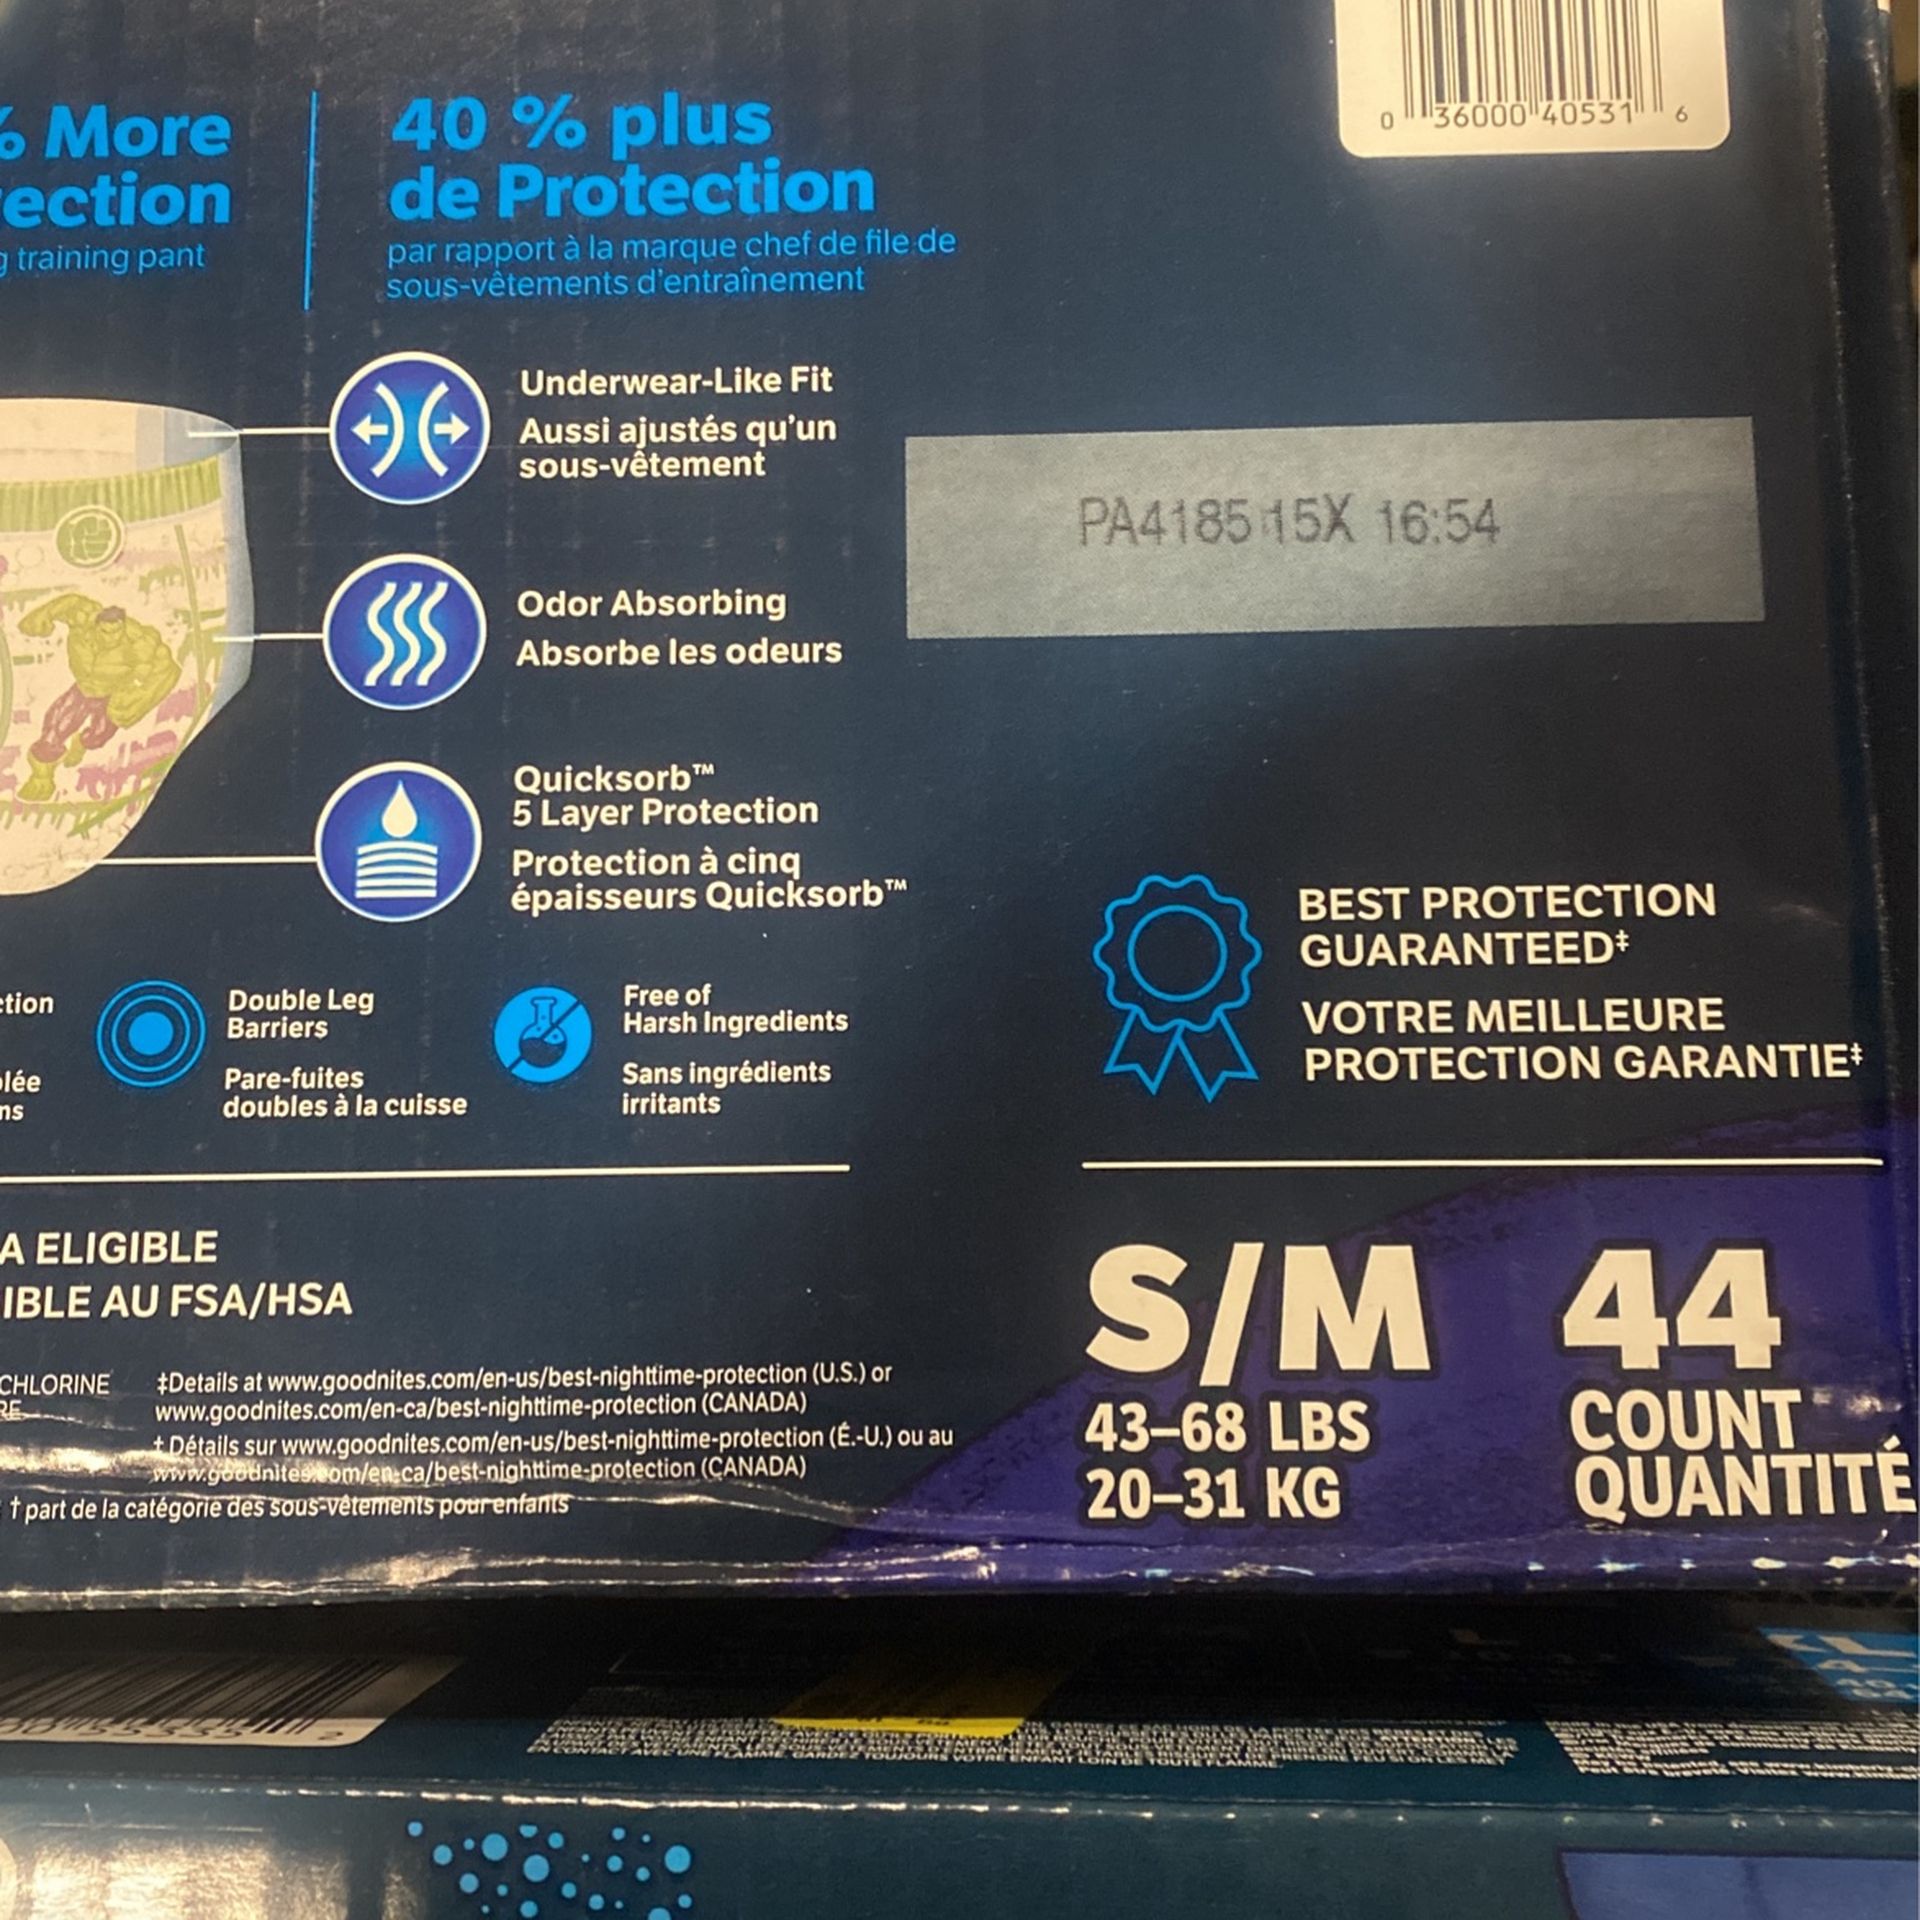 % More
ection
g training pant
40 % plus
de Protection
par rapport à la marque chef de file de
sous-vêtements d'entraînement
0 36000 40531 6
Underwear-Like Fit
Aussi ajustés qu'un
sous-vêtement
PA4185 15X 16:54
Odor Absorbing
Absorbe les odeurs
Quicksorb™
5 Layer Protection
Protection à cinq
épaisseurs Quicksorb™
BEST PROTECTION
GUARANTEED‡
VOTRE MEILLEURE
PROTECTION GARANTIE‡
ction
lée
ns
Double Leg
Barriers
Pare-fuites
doubles à la cuisse
Free of
Harsh Ingredients
Sans ingrédients
irritants
A ELIGIBLE
IBLE AU FSA/HSA
CHLORINE
RE
‡Details at www.goodnites.com/en-us/best-nighttime-protection (U.S.) or
www.goodnites.com/en-ca/best-nighttime-protection (CANADA)
‡ Détails sur www.goodnites.com/en-us/best-nighttime-protection (É.-U.) ou au
www.goodnites.com/en-ca/best-nighttime-protection (CANADA)
† part de la catégorie des sous-vêtements pour enfants
S/M
43–68 LBS
20–31 KG
44
COUNT
QUANTITÉ